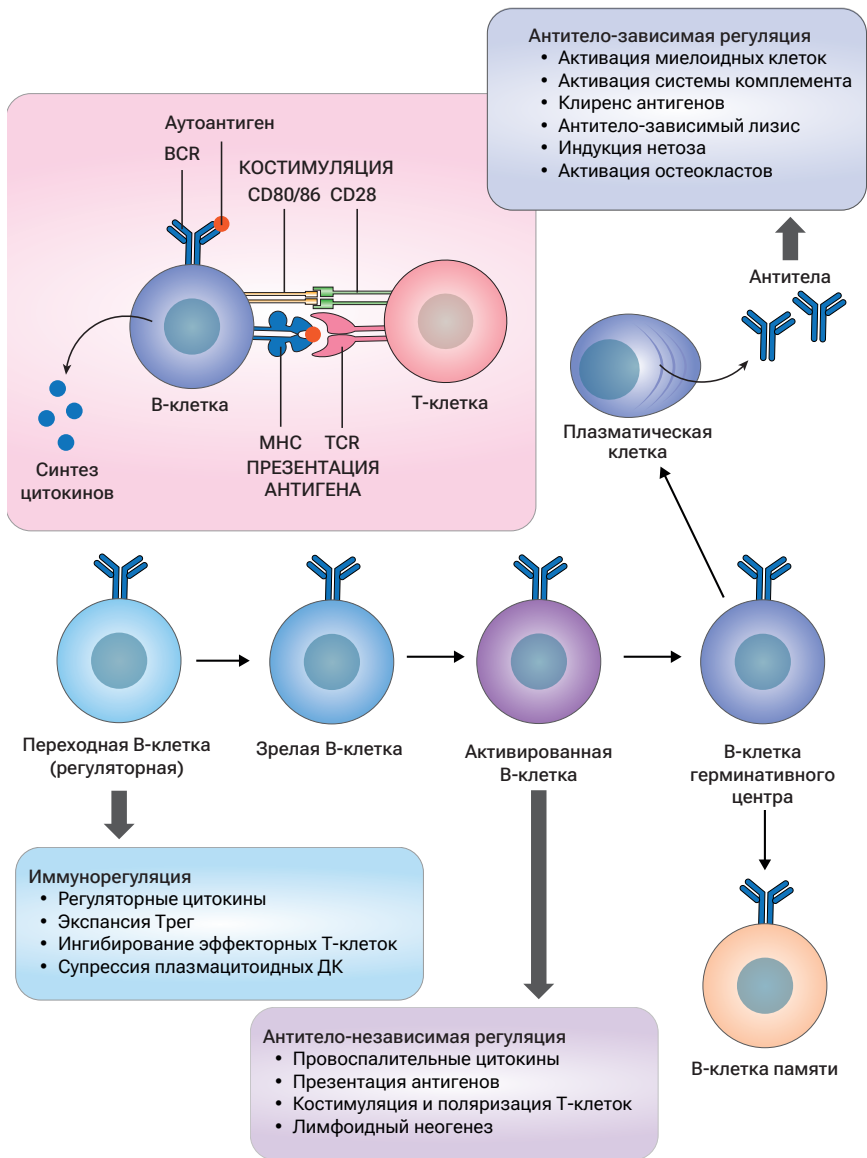 Антитело-зависимая регуляция
• Активация миелоидных клеток
• Активация системы комплемента
• Клиренс антигенов
• Антитело-зависимый лизис
• Индукция нетоза
• Активация остеокластов
Аутоантиген
BCR
КОСТИМУЛЯЦИЯ
CD80/86 CD28
В-клетка
Т-клетка
MHC TCR
ПРЕЗЕНТАЦИЯ
АНТИГЕНА
Синтез
цитокинов
Антитела
Плазматическая
клетка
Переходная В-клетка
(регуляторная)
Зрелая В-клетка
Активированная
В-клетка
В-клетка
герминативного
центра
Иммунорегуляция
• Регуляторные цитокины
• Экспансия Трег
• Ингибирование эффекторных Т-клеток
• Супрессия плазмацитоидных ДК
Антитело-независимая регуляция
• Провоспалительные цитокины
• Презентация антигенов
• Костимуляция и поляризация Т-клеток
• Лимфоидный неогенез
В-клетка памяти